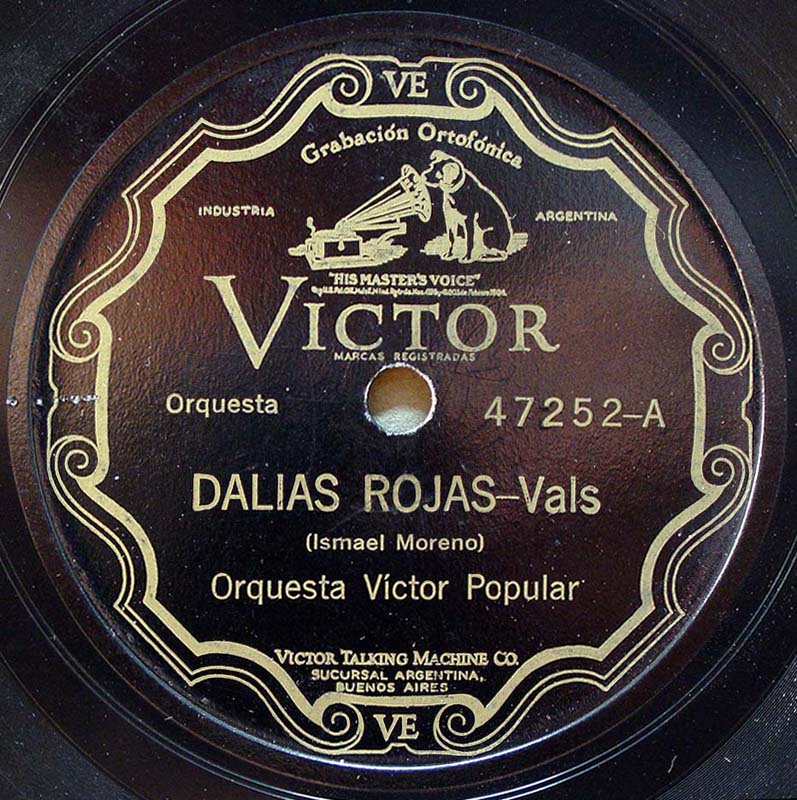 VE
Grabación Ortofónica
INDUSTRIA
ARGENTINA
"HIS MASTER'S VOICE"
VICTOR
MARCAS REGISTRADAS
Orquesta
47252-A
DALIAS ROJAS-Vals
(Ismael Moreno)
Orquesta Víctor Popular
VICTOR TALKING MACHINE CO.
SUCURSAL ARGENTINA,
BUENOS AIRES
VE